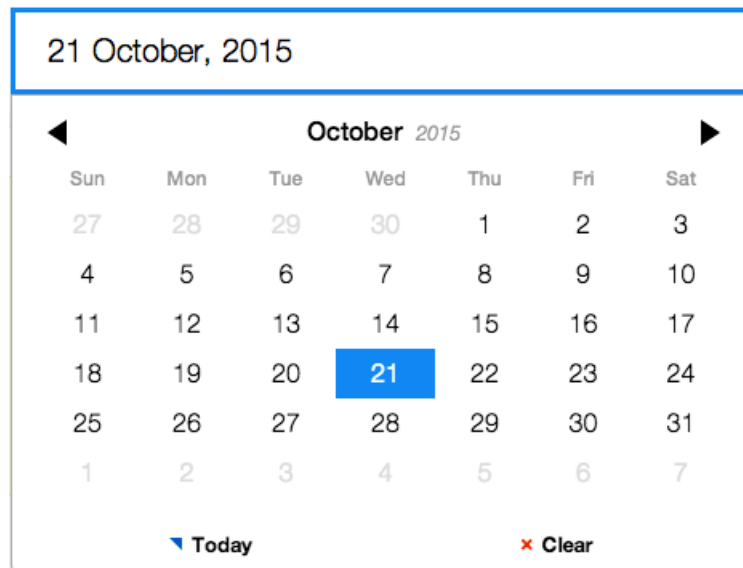 21 October, 2015
October 2015
Sun Mon Tue Wed Thu Fri Sat
27 28 29 30 1 2 3
4 5 6 7 8 9 10
11 12 13 14 15 16 17
18 19 20 21 22 23 24
25 26 27 28 29 30 31
1 2 3 4 5 6 7
Today Clear